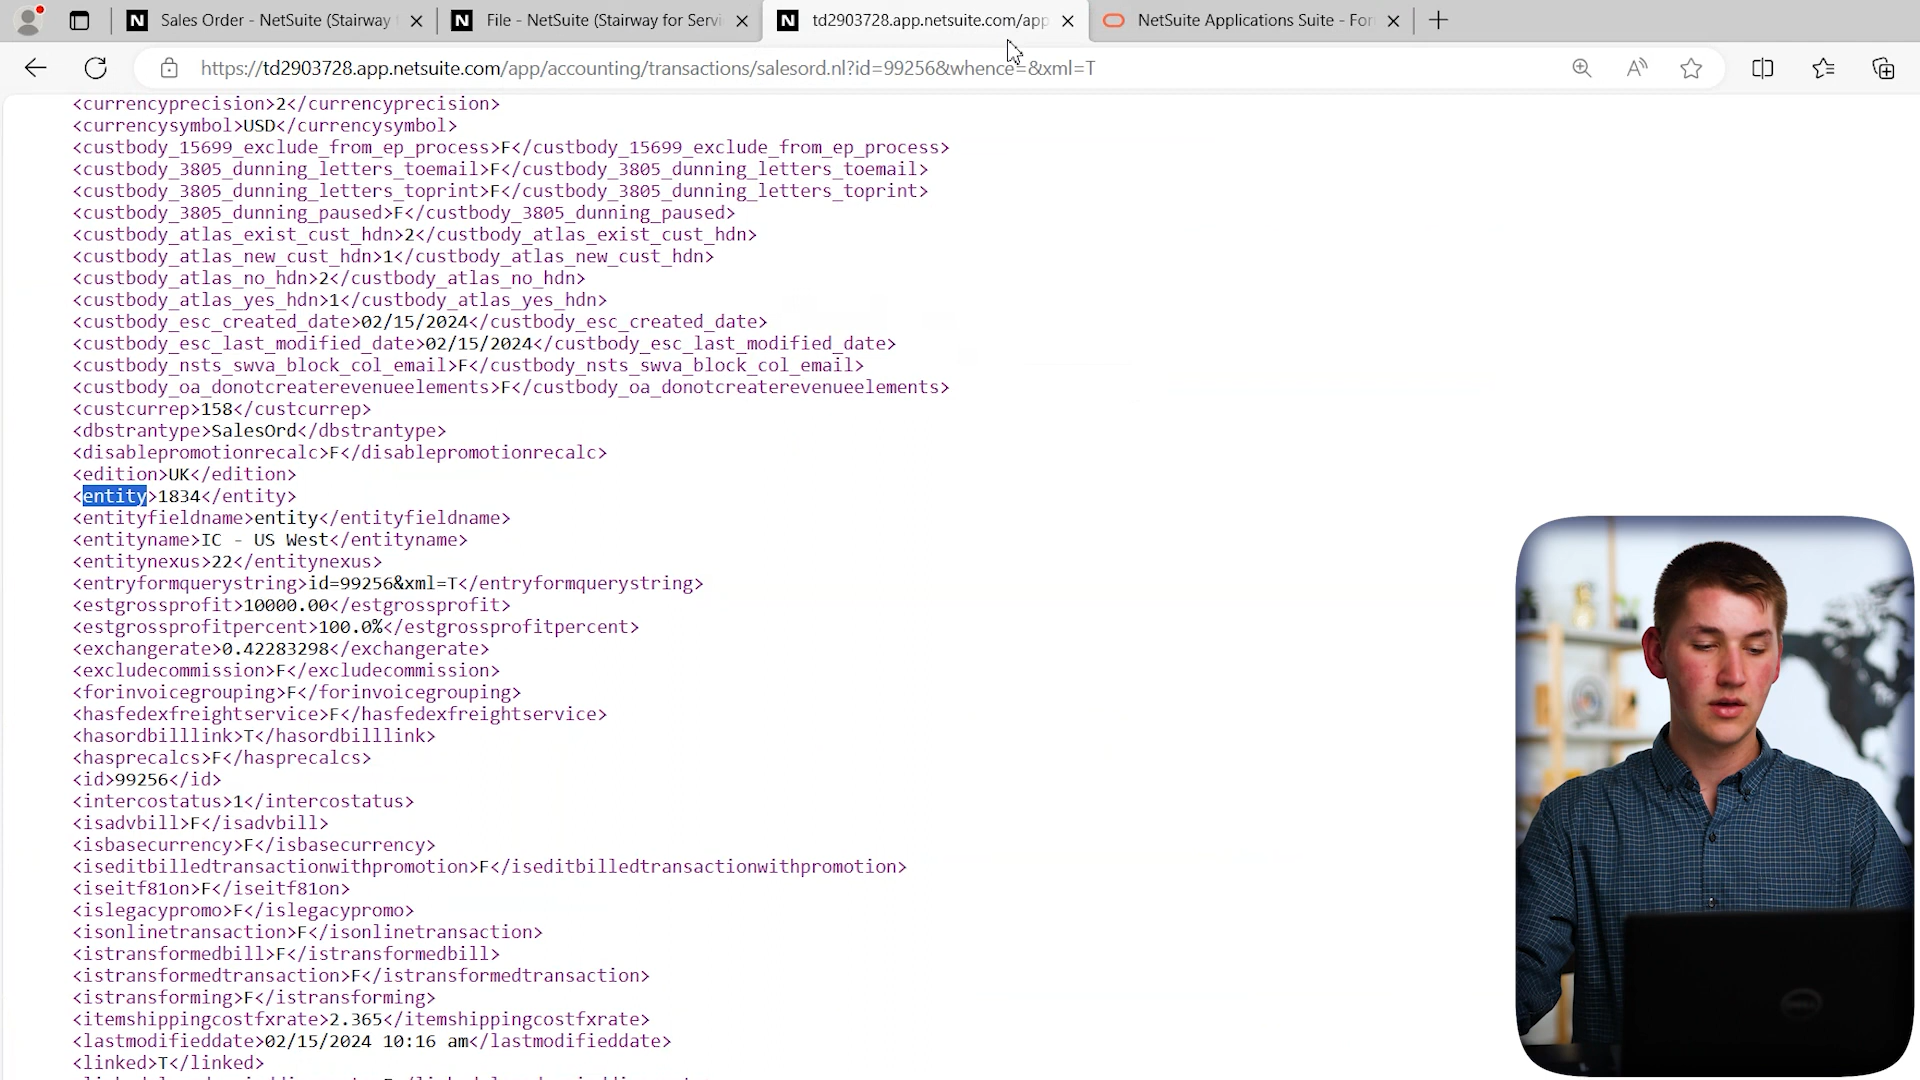 Sales Order - NetSuite (Stairway
File - NetSuite (Stairway for Servi
td2903728.app.netsuite.com/app
NetSuite Applications Suite - For
https://td2903728.app.netsuite.com/app/accounting/transactions/salesord.nl?id=99256&whence=&xml=T
<currencyprecision>2</currencyprecision>
<currencysymbol>USD</currencysymbol>
<custbody_15699_exclude_from_ep_process>F</custbody_15699_exclude_from_ep_process>
<custbody_3805_dunning_letters_toemail>F</custbody_3805_dunning_letters_toemail>
<custbody_3805_dunning_letters_toprint>F</custbody_3805_dunning_letters_toprint>
<custbody_3805_dunning_paused>F</custbody_3805_dunning_paused>
<custbody_atlas_exist_cust_hdn>2</custbody_atlas_exist_cust_hdn>
<custbody_atlas_new_cust_hdn>1</custbody_atlas_new_cust_hdn>
<custbody_atlas_no_hdn>2</custbody_atlas_no_hdn>
<custbody_atlas_yes_hdn>1</custbody_atlas_yes_hdn>
<custbody_esc_created_date>02/15/2024</custbody_esc_created_date>
<custbody_esc_last_modified_date>02/15/2024</custbody_esc_last_modified_date>
<custbody_nsts_swva_block_col_email>F</custbody_nsts_swva_block_col_email>
<custbody_oa_donotcreaterevenueelements>F</custbody_oa_donotcreaterevenueelements>
<custcurrep>158</custcurrep>
<dbstrantype>SalesOrd</dbstrantype>
<disablepromotionrecalc>F</disablepromotionrecalc>
<edition>UK</edition>
<entity>1834</entity>
<entityfieldname>entity</entityfieldname>
<entityname>IC - US West</entityname>
<entitynexus>22</entitynexus>
<entryformquerystring>id=99256&xml=T</entryformquerystring>
<estgrossprofit>10000.00</estgrossprofit>
<estgrossprofitpercent>100.0%</estgrossprofitpercent>
<exchangerate>0.42283298</exchangerate>
<excludecommission>F</excludecommission>
<forinvoicegrouping>F</forinvoicegrouping>
<hasfedexfreightservice>F</hasfedexfreightservice>
<hasordbilllink>T</hasordbilllink>
<hasprecalcs>F</hasprecalcs>
<id>99256</id>
<intercostatus>1</intercostatus>
<isadvbill>F</isadvbill>
<isbasecurrency>F</isbasecurrency>
<iseditbilledtransactionwithpromotion>F</iseditbilledtransactionwithpromotion>
<iseitf81on>F</iseitf81on>
<islegacypromo>F</islegacypromo>
<isonlinetransaction>F</isonlinetransaction>
<istransformedbill>F</istransformedbill>
<istransformedtransaction>F</istransformedtransaction>
<istransforming>F</istransforming>
<itemshippingcostfxrate>2.365</itemshippingcostfxrate>
<lastmodifieddate>02/15/2024 10:16 am</lastmodifieddate>
<linked>T</linked>